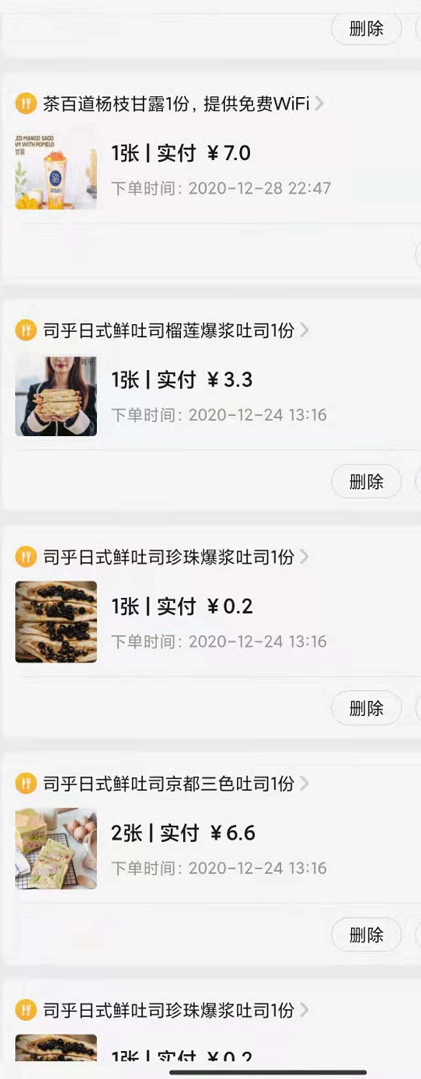 删除
茶百道杨枝甘露1份，提供免费WiFi
ED MANGO SAGO
AM WITH POMELO
甘露
1张 | 实付 ￥7.0
下单时间：2020-12-28 22:47
司乎日式鲜吐司榴莲爆浆吐司1份
1张 | 实付 ￥3.3
下单时间：2020-12-24 13:16
删除
司乎日式鲜吐司珍珠爆浆吐司1份
1张 | 实付 ￥0.2
下单时间：2020-12-24 13:16
删除
司乎日式鲜吐司京都三色吐司1份
2张 | 实付 ￥6.6
下单时间：2020-12-24 13:16
删除
司乎日式鲜吐司珍珠爆浆吐司1份
1张 | 实付 ￥0.2